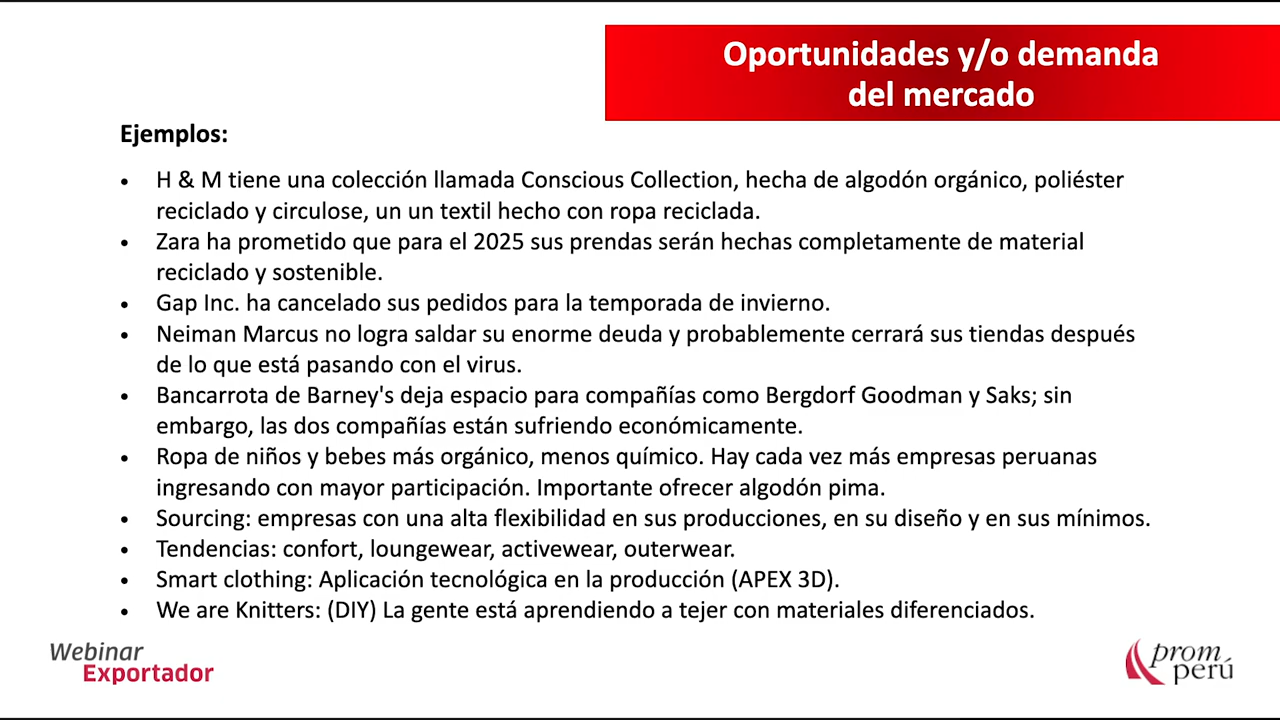 Oportunidades y/o demanda
del mercado
Ejemplos:
• H & M tiene una colección llamada Conscious Collection, hecha de algodón orgánico, poliéster
reciclado y circulose, un un textil hecho con ropa reciclada.
• Zara ha prometido que para el 2025 sus prendas serán hechas completamente de material
reciclado y sostenible.
• Gap Inc. ha cancelado sus pedidos para la temporada de invierno.
• Neiman Marcus no logra saldar su enorme deuda y probablemente cerrará sus tiendas después
de lo que está pasando con el virus.
• Bancarrota de Barney's deja espacio para compañías como Bergdorf Goodman y Saks; sin
embargo, las dos compañías están sufriendo económicamente.
• Ropa de niños y bebes más orgánico, menos químico. Hay cada vez más empresas peruanas
ingresando con mayor participación. Importante ofrecer algodón pima.
• Sourcing: empresas con una alta flexibilidad en sus producciones, en su diseño y en sus mínimos.
• Tendencias: confort, loungewear, activewear, outerwear.
• Smart clothing: Aplicación tecnológica en la producción (APEX 3D).
• We are Knitters: (DIY) La gente está aprendiendo a tejer con materiales diferenciados.
Webinar
Exportador
prom
perú